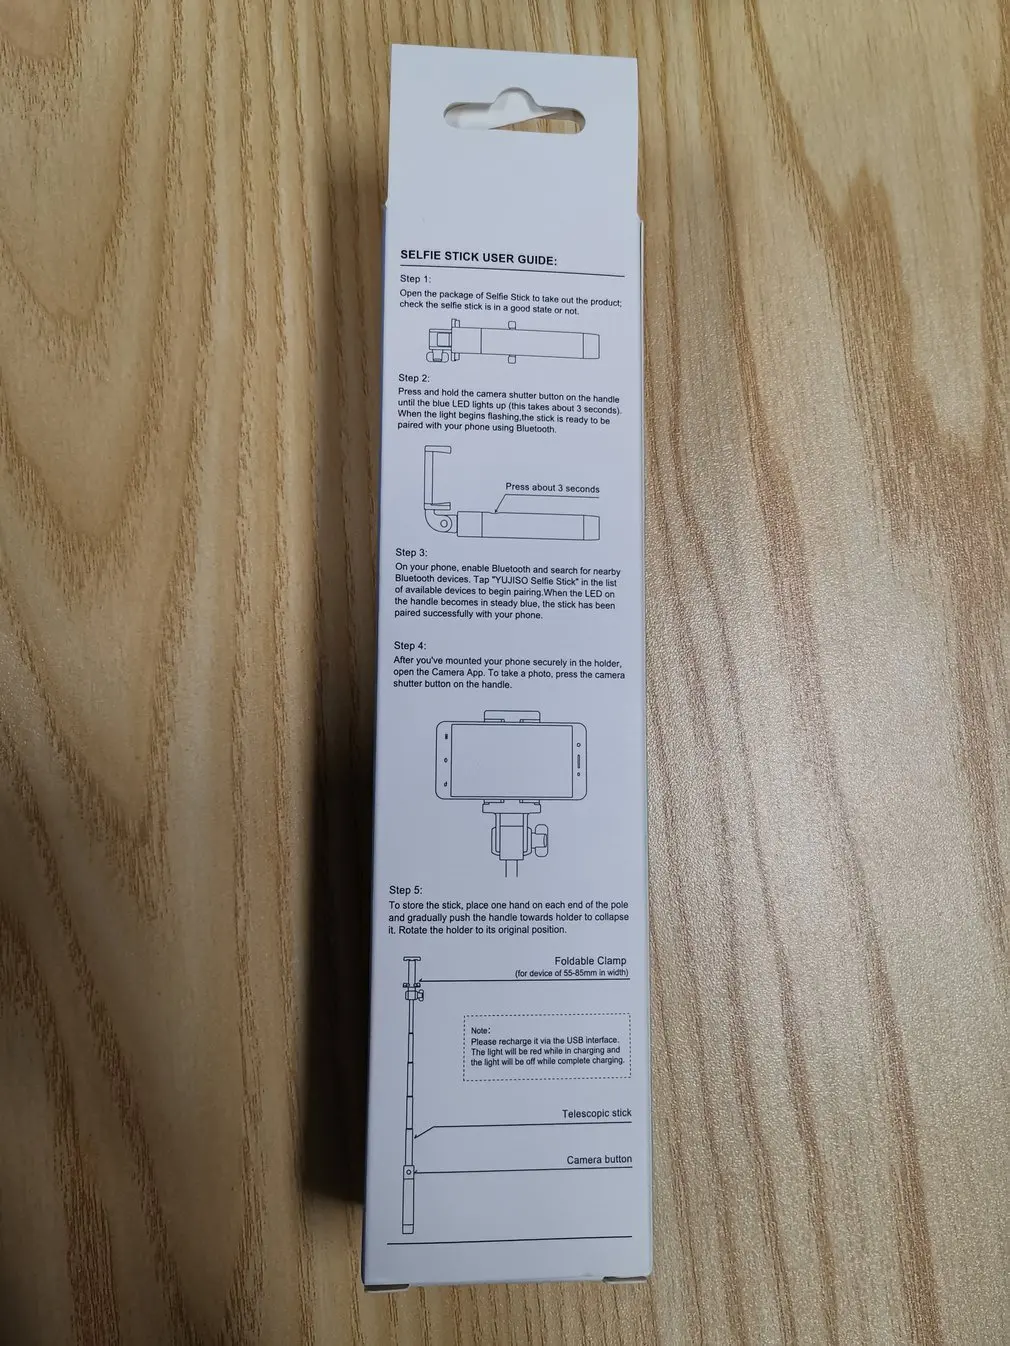 SELFIE STICK USER GUIDE:
Step 1:
Open the package of Selfie Stick to take out the product;
check the selfie stick is in a good state or not.
Step 2:
Press and hold the camera shutter button on the handle
until the blue LED lights up (this takes about 3 seconds).
When the light begins flashing,the stick is ready to be
paired with your phone using Bluetooth.
Press about 3 seconds
Step 3:
On your phone, enable Bluetooth and search for nearby
Bluetooth devices. Tap "YUJISO Selfie Stick" in the list
of available devices to begin pairing.When the LED on
the handle becomes in steady blue, the stick has been
paired successfully with your phone.
Step 4:
After you've mounted your phone securely in the holder,
open the Camera App. To take a photo, press the camera
shutter button on the handle.
Step 5:
To store the stick, place one hand on each end of the pole
and gradually push the handle towards holder to collapse
it. Rotate the holder to its original position.
Foldable Clamp
(for device of 55-85mm in width)
Note:
Please recharge it via the USB interface.
The light will be red while in charging and
the light will be off while complete charging.
Telescopic stick
Camera button